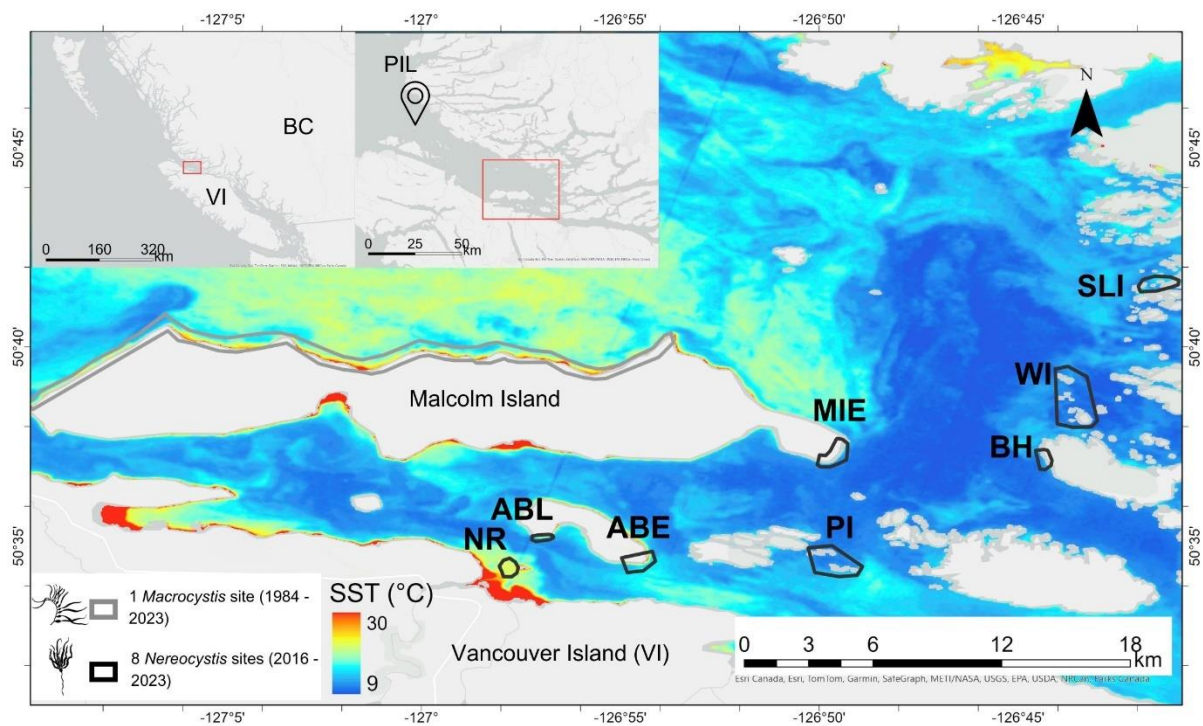 -127°5'
-127°
-126°55'
-126°50'
-126°45'
50°45'
50°40'
50°35'
50°45'
50°40'
50°35'
BC
VI
0 160 320
km
PIL
0 25 50
km
N
SLI
WI
BH
MIE
Malcolm Island
ABL
ABE
NR
PI
1 Macrocystis site (1984 -
2023)
8 Nereocystis sites (2016 -
2023)
SST (°C)
30
9
Vancouver Island (VI)
0 3 6 12 18
km
Esri Canada, Esri, TomTom, Garmin, SafeGraph, METI/NASA, USGS, EPA, USDA, NRCan, Parks Canada
-127°5'
-127°
-126°55'
-126°50'
-126°45'